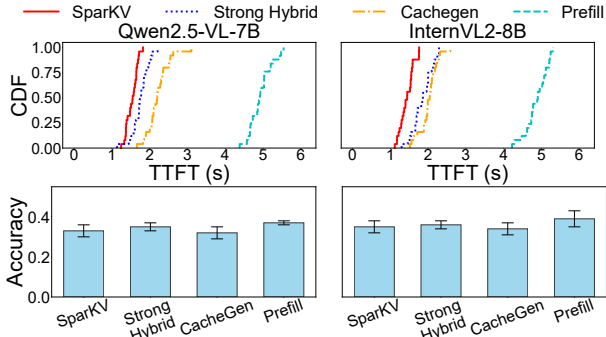 SparKV Strong Hybrid Cachegen Prefill
Qwen2.5-VL-7B InternVL2-8B
CDF
1.00
0.75
0.50
0.25
0.00
0 1 2 3 4 5 6
TTFT (s)
0 1 2 3 4 5 6
TTFT (s)
Accuracy
0.4
0.2
0.0
SparKV
Strong
Hybrid
CacheGen
Prefill
SparKV
Strong
Hybrid
CacheGen
Prefill